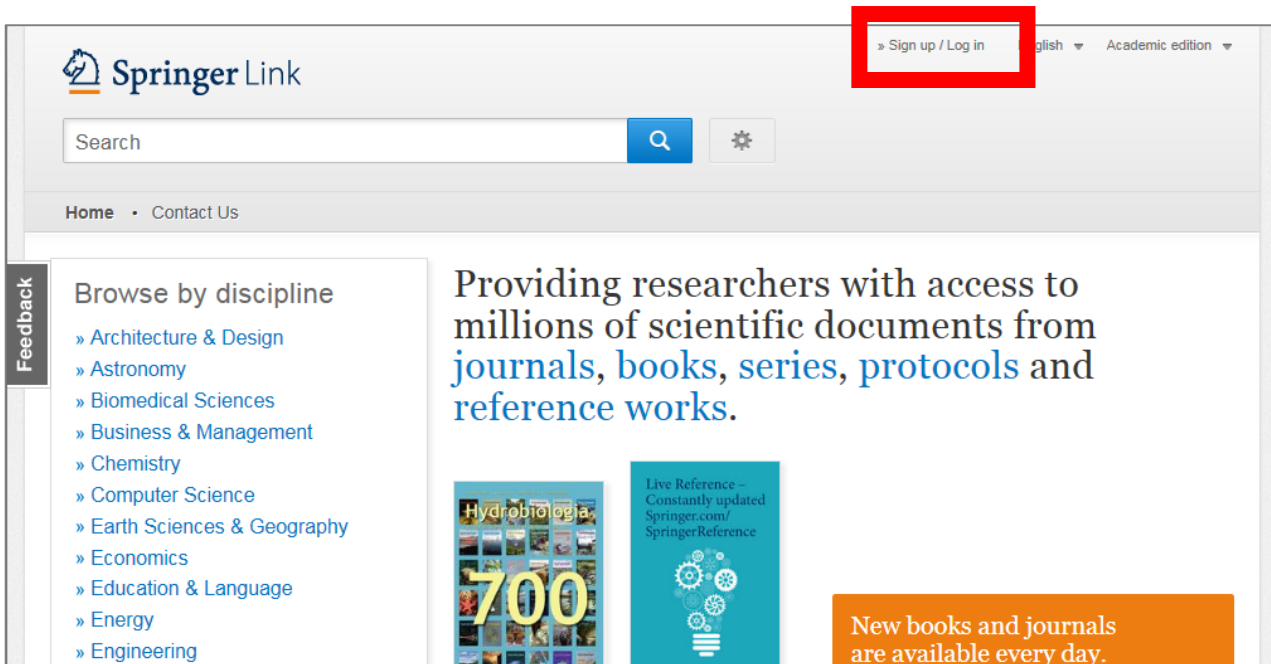 » Sign up / Log in
glish
Academic edition
Springer Link
Search
Home • Contact Us
Feedback
Browse by discipline
» Architecture & Design
» Astronomy
» Biomedical Sciences
» Business & Management
» Chemistry
» Computer Science
» Earth Sciences & Geography
» Economics
» Education & Language
» Energy
» Engineering
Providing researchers with access to
millions of scientific documents from
journals, books, series, protocols and
reference works.
Hydrobiologia
700
Live Reference –
Constantly updated
Springer.com/
SpringerReference
New books and journals
are available every day.